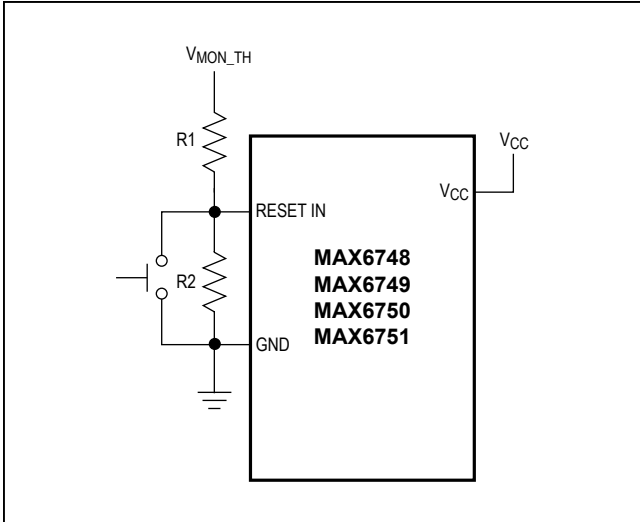 VMON_TH
R1
VCC
VCC
RESET IN
MAX6748
MAX6749
MAX6750
MAX6751
R2
GND